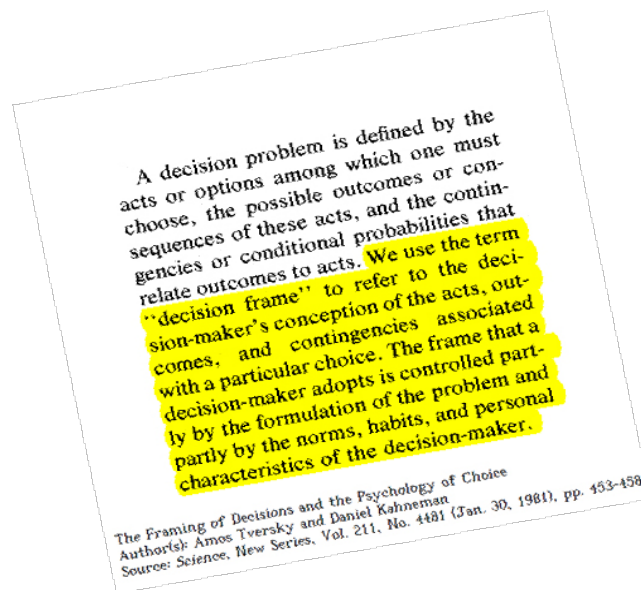 A decision problem is defined by the
acts or options among which one must
choose, the possible outcomes or con-
sequences of these acts, and the contin-
gencies or conditional probabilities that
relate outcomes to acts. We use the term
“decision frame” to refer to the deci-
sion-maker's conception of the acts, out-
comes, and contingencies associated
with a particular choice. The frame that a
decision-maker adopts is controlled part-
ly by the formulation of the problem and
partly by the norms, habits, and personal
characteristics of the decision-maker.
The Framing of Decisions and the Psychology of Choice
Author(s): Amos Tversky and Daniel Kahneman
Source: Science, New Series, Vol. 211, No. 4481 (Jan. 30, 1981), pp. 453-458